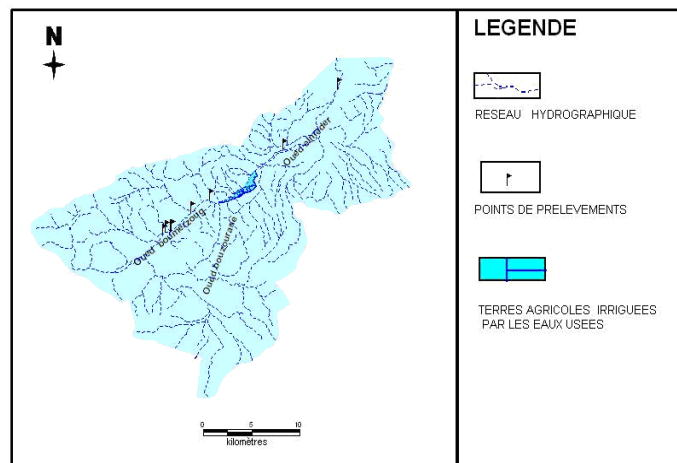 N
LEGENDE
RESEAU HYDROGRAPHIQUE
POINTS DE PRELEVEMENTS
TERRES AGRICOLES IRRIGUEES
PAR LES EAUX USEES
Oued boumerzoug
Oued
0 5 10
kilomètres